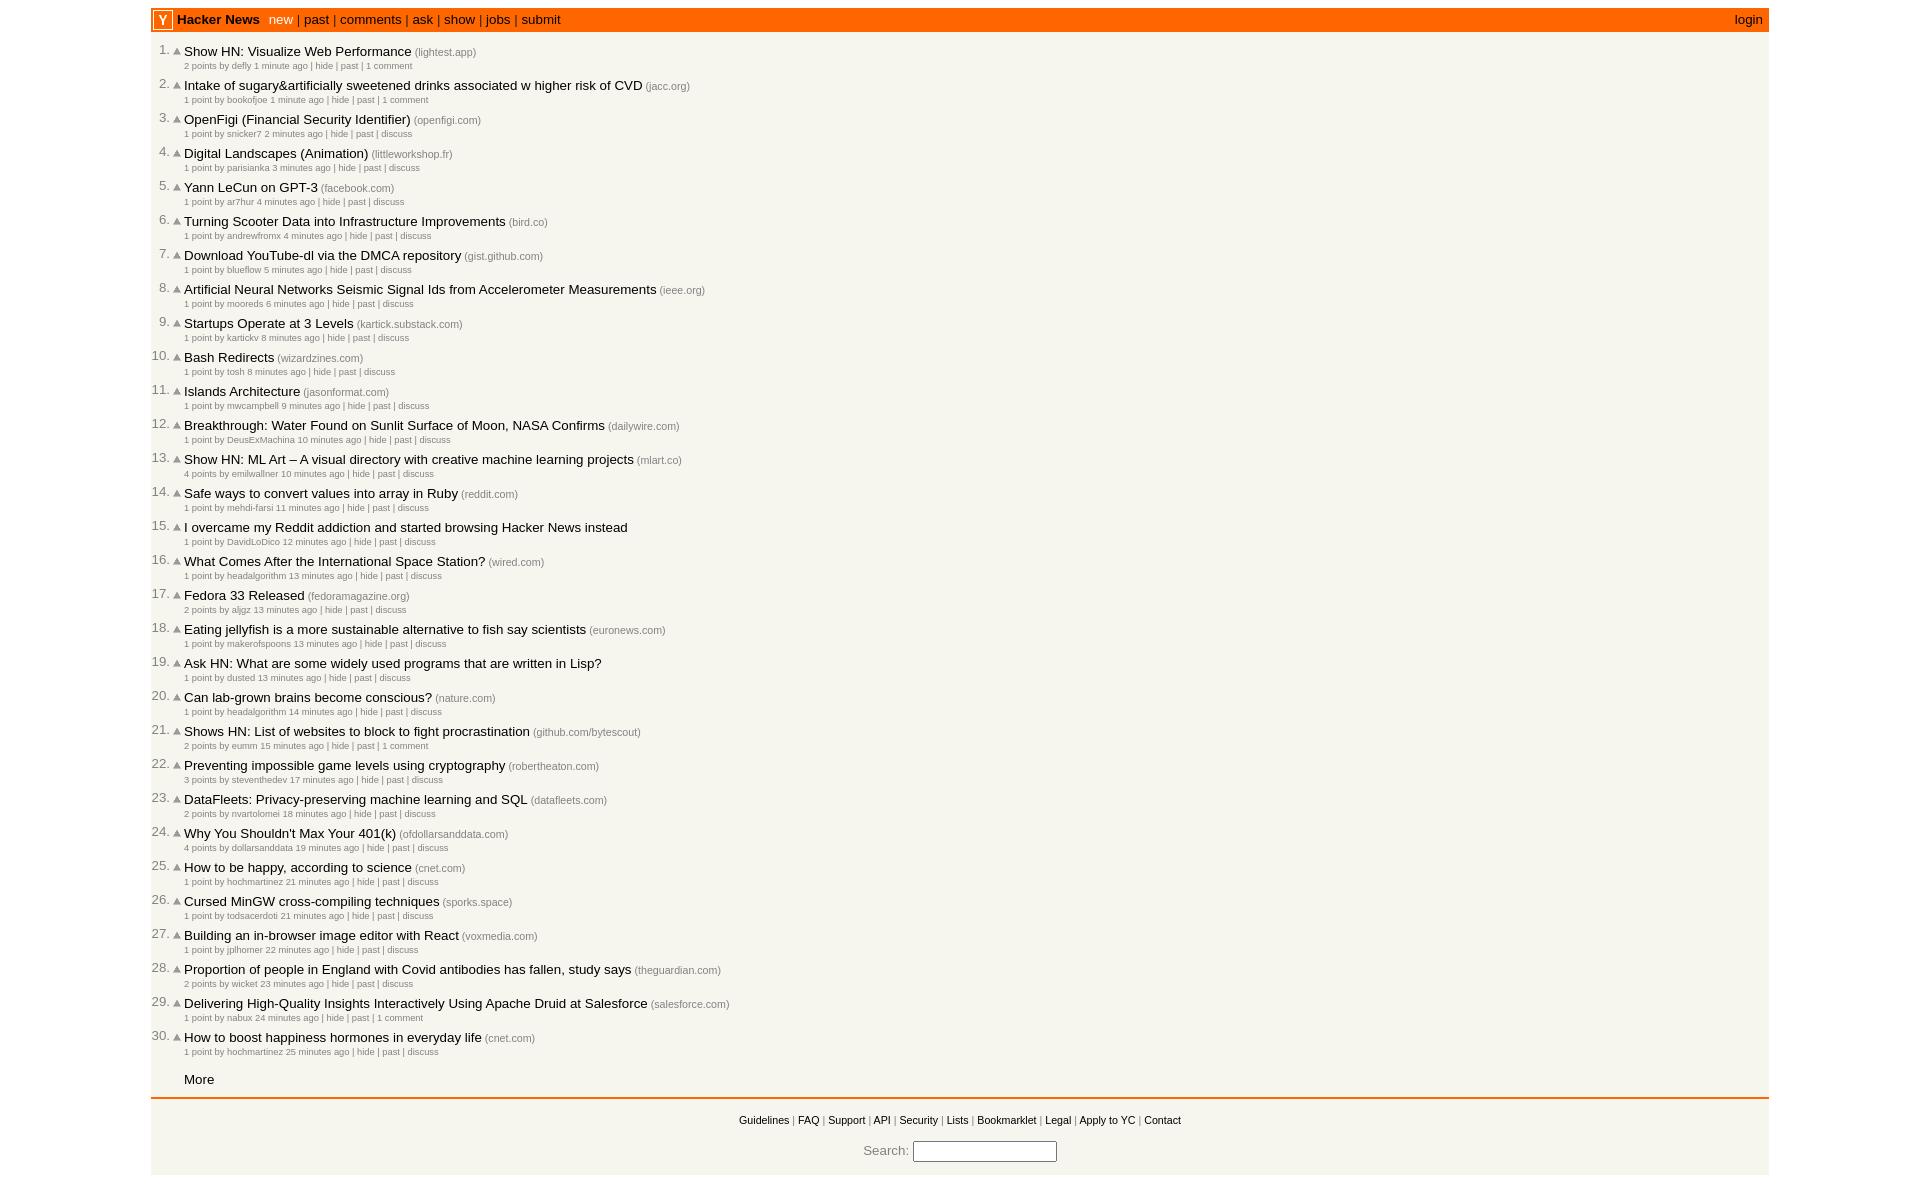 Y Hacker News new | past | comments | ask | show | jobs | submit login
1. Show HN: Visualize Web Performance (lightest.app)
2 points by defly 1 minute ago | hide | past | 1 comment
2. Intake of sugary&artificially sweetened drinks associated w higher risk of CVD (jacc.org)
1 point by bookofjoe 1 minute ago | hide | past | 1 comment
3. OpenFigi (Financial Security Identifier) (openfigi.com)
1 point by snicker7 2 minutes ago | hide | past | discuss
4. Digital Landscapes (Animation) (littleworkshop.fr)
1 point by parisianka 3 minutes ago | hide | past | discuss
5. Yann LeCun on GPT-3 (facebook.com)
1 point by ar7hur 4 minutes ago | hide | past | discuss
6. Turning Scooter Data into Infrastructure Improvements (bird.co)
1 point by andrewfromx 4 minutes ago | hide | past | discuss
7. Download YouTube-dl via the DMCA repository (gist.github.com)
1 point by blueflow 5 minutes ago | hide | past | discuss
8. Artificial Neural Networks Seismic Signal Ids from Accelerometer Measurements (ieee.org)
1 point by mooreds 6 minutes ago | hide | past | discuss
9. Startups Operate at 3 Levels (kartick.substack.com)
1 point by kartickv 8 minutes ago | hide | past | discuss
10. Bash Redirects (wizardzines.com)
1 point by tosh 8 minutes ago | hide | past | discuss
11. Islands Architecture (jasonformat.com)
1 point by mwcampbell 9 minutes ago | hide | past | discuss
12. Breakthrough: Water Found on Sunlit Surface of Moon, NASA Confirms (dailywire.com)
1 point by DeusExMachina 10 minutes ago | hide | past | discuss
13. Show HN: ML Art – A visual directory with creative machine learning projects (mlart.co)
4 points by emilwallner 10 minutes ago | hide | past | discuss
14. Safe ways to convert values into array in Ruby (reddit.com)
1 point by mehdi-farsi 11 minutes ago | hide | past | discuss
15. I overcame my Reddit addiction and started browsing Hacker News instead
1 point by DavidLoDico 12 minutes ago | hide | past | discuss
16. What Comes After the International Space Station? (wired.com)
1 point by headalgorithm 13 minutes ago | hide | past | discuss
17. Fedora 33 Released (fedoramagazine.org)
2 points by aljgz 13 minutes ago | hide | past | discuss
18. Eating jellyfish is a more sustainable alternative to fish say scientists (euronews.com)
1 point by makerofspoons 13 minutes ago | hide | past | discuss
19. Ask HN: What are some widely used programs that are written in Lisp?
1 point by dusted 13 minutes ago | hide | past | discuss
20. Can lab-grown brains become conscious? (nature.com)
1 point by headalgorithm 14 minutes ago | hide | past | discuss
21. Shows HN: List of websites to block to fight procrastination (github.com/bytescout)
2 points by eumm 15 minutes ago | hide | past | 1 comment
22. Preventing impossible game levels using cryptography (robertheaton.com)
3 points by steventhedev 17 minutes ago | hide | past | discuss
23. DataFleets: Privacy-preserving machine learning and SQL (datafleets.com)
2 points by nvartolomei 18 minutes ago | hide | past | discuss
24. Why You Shouldn't Max Your 401(k) (ofdollarsanddata.com)
4 points by dollarsanddata 19 minutes ago | hide | past | discuss
25. How to be happy, according to science (cnet.com)
1 point by hochmartinez 21 minutes ago | hide | past | discuss
26. Cursed MinGW cross-compiling techniques (sporks.space)
1 point by todsacerdoti 21 minutes ago | hide | past | discuss
27. Building an in-browser image editor with React (voxmedia.com)
1 point by jplhomer 22 minutes ago | hide | past | discuss
28. Proportion of people in England with Covid antibodies has fallen, study says (theguardian.com)
2 points by wicket 23 minutes ago | hide | past | discuss
29. Delivering High-Quality Insights Interactively Using Apache Druid at Salesforce (salesforce.com)
1 point by nabux 24 minutes ago | hide | past | 1 comment
30. How to boost happiness hormones in everyday life (cnet.com)
1 point by hochmartinez 25 minutes ago | hide | past | discuss
More
Guidelines | FAQ | Support | API | Security | Lists | Bookmarklet | Legal | Apply to YC | Contact
Search: